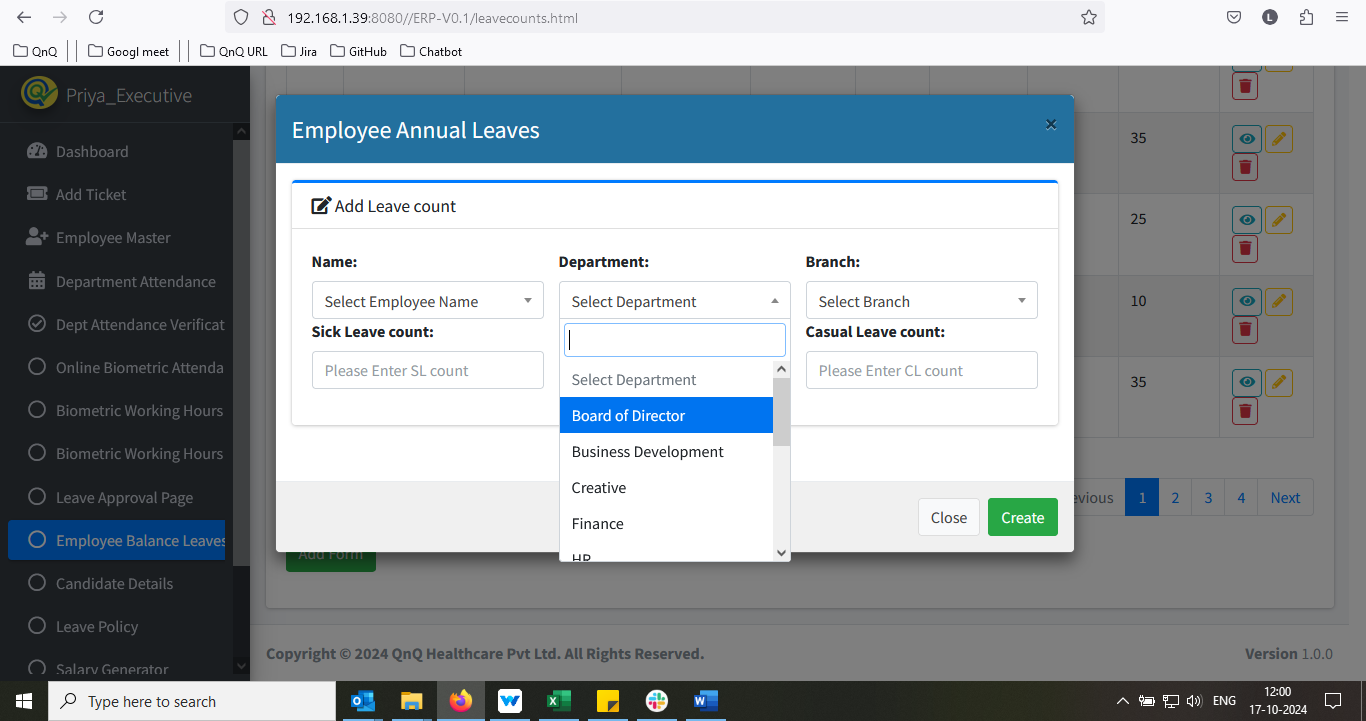 192.168.1.39:8080//ERP-V0.1/leavecounts.html
L
QnQ
Googl meet
QnQ URL
Jira
GitHub
Chatbot
Priya_Executive
Dashboard
Add Ticket
Employee Master
Department Attendance
Dept Attendance Verificat
Online Biometric Attenda
Biometric Working Hours
Biometric Working Hours
Leave Approval Page
Employee Balance Leaves
Candidate Details
Leave Policy
Salary Generator
Employee Annual Leaves
×
Add Leave count
Name:
Department:
Branch:
Select Employee Name
Select Department
Select Branch
Sick Leave count:
Casual Leave count:
Please Enter SL count
Please Enter CL count
Select Department
Board of Director
Business Development
Creative
Finance
HR
Close
Create
35
25
10
35
evious
1
2
3
4
Next
Add Form
Copyright © 2024 QnQ Healthcare Pvt Ltd. All Rights Reserved.
Version 1.0.0
Type here to search
ENG
12:00
17-10-2024